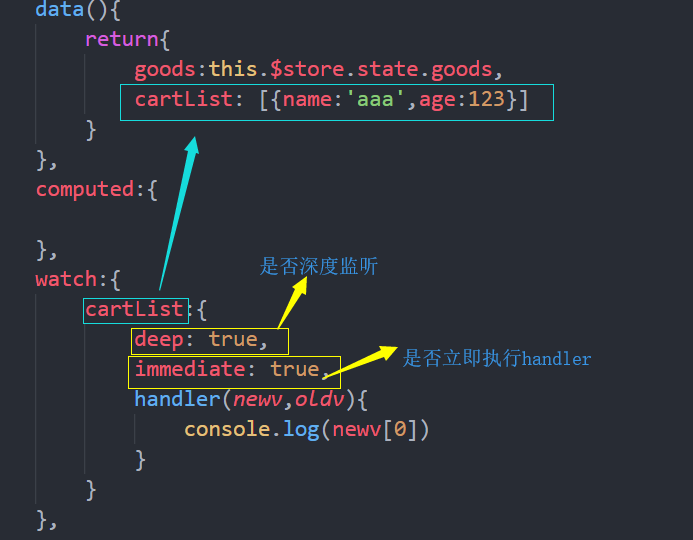 data(){
return{
goods:this.$store.state.goods,
cartList: [{name:'aaa',age:123}]
}
},
computed:{
},
watch:{
是否深度监听
cartList:{
deep: true,
immediate: true,
是否立即执行handler
handler(newv,oldv){
console.log(newv[0])
}
}
},